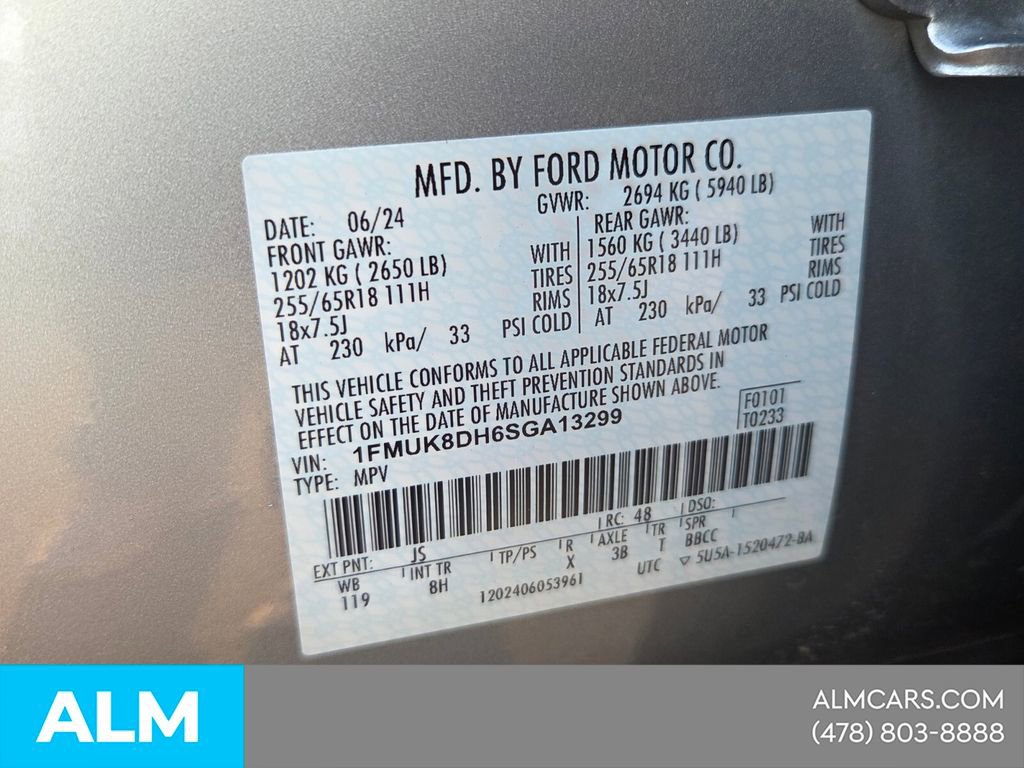 MFD. BY FORD MOTOR CO.
DATE: 06/24 GVWR: 2694 KG ( 5940 LB)
FRONT GAWR: REAR GAWR:
1202 KG ( 2650 LB) WITH 1560 KG ( 3440 LB) WITH
255/65R18 111H TIRES 255/65R18 111H TIRES
18x7.5J RIMS 18x7.5J RIMS
AT 230 kPa/ 33 PSI COLD AT 230 kPa/ 33 PSI COLD
THIS VEHICLE CONFORMS TO ALL APPLICABLE FEDERAL MOTOR
VEHICLE SAFETY AND THEFT PREVENTION STANDARDS IN
EFFECT ON THE DATE OF MANUFACTURE SHOWN ABOVE.
F0101
VIN: 1FMUK8DH6SGA13299 T0233
TYPE: MPV
EXT PNT: JS RC: 48 DSO:
WB INT TR TP/PS R AXLE TR SPR
119 8H X 3B T BBCC
1202406053961 UTC ▽ 5U5A-1520472-BA
ALM
ALMCARS.COM
(478) 803-8888